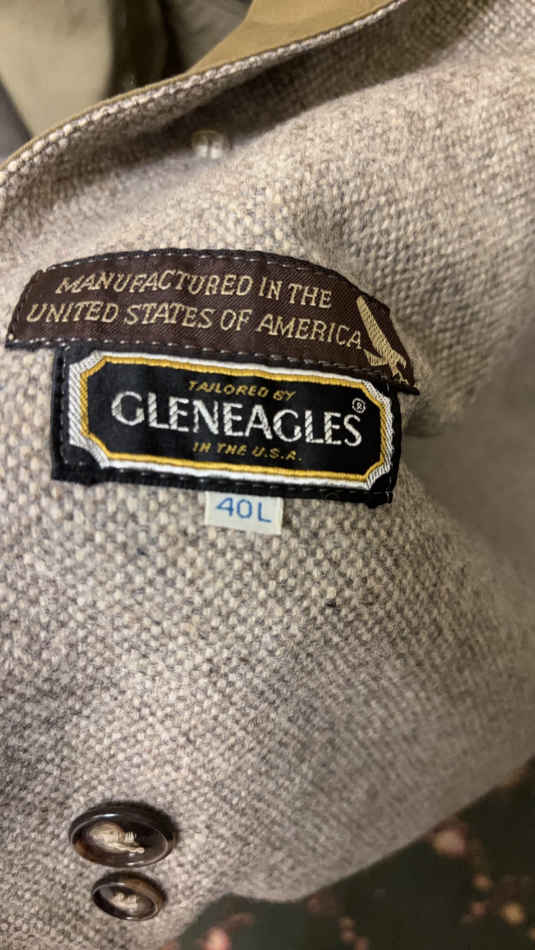 MANUFACTURED IN THE
UNITED STATES OF AMERICA
TAILORED BY
GLENEAGLES®
IN THE U.S.A.
40L